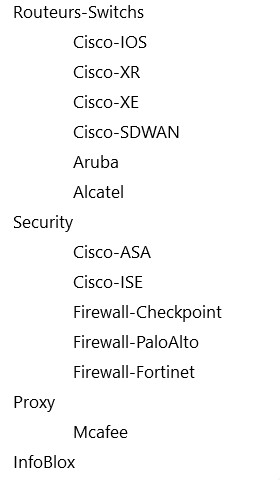 Routeurs-Switchs
Cisco-IOS
Cisco-XR
Cisco-XE
Cisco-SDWAN
Aruba
Alcatel
Security
Cisco-ASA
Cisco-ISE
Firewall-Checkpoint
Firewall-PaloAlto
Firewall-Fortinet
Proxy
Mcafee
InfoBlox